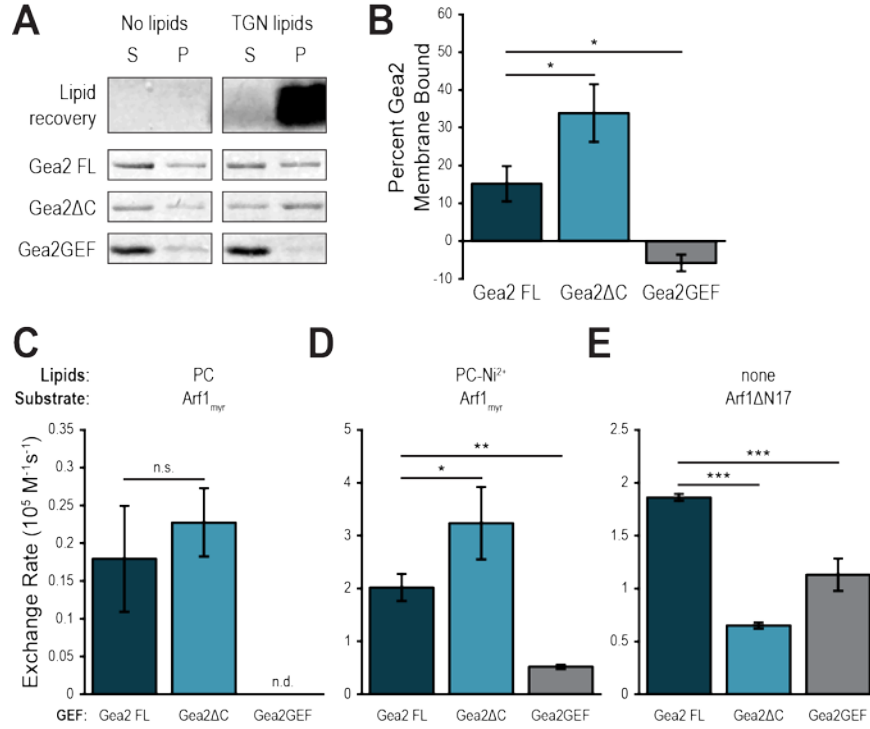 A
No lipids TGN lipids
S P S P
Lipid
recovery
Gea2 FL
Gea2ΔC
Gea2GEF
B
Percent Gea2
Membrane Bound
60
50
40
30
20
10
0
-10
*
*
Gea2 FL Gea2ΔC Gea2GEF
C
Lipids: PC
Substrate: Arf1myr
Exchange Rate (10⁵ M⁻¹s⁻¹)
0.35
0.3
0.25
0.2
0.15
0.1
0.05
0
n.s.
n.d.
GEF: Gea2 FL Gea2ΔC Gea2GEF
D
PC-Ni²⁺
Arf1myr
5
4
3
2
1
0
**
*
Gea2 FL Gea2ΔC Gea2GEF
E
none
Arf1ΔN17
2.5
2
1.5
1
0.5
0
***
***
Gea2 FL Gea2ΔC Gea2GEF